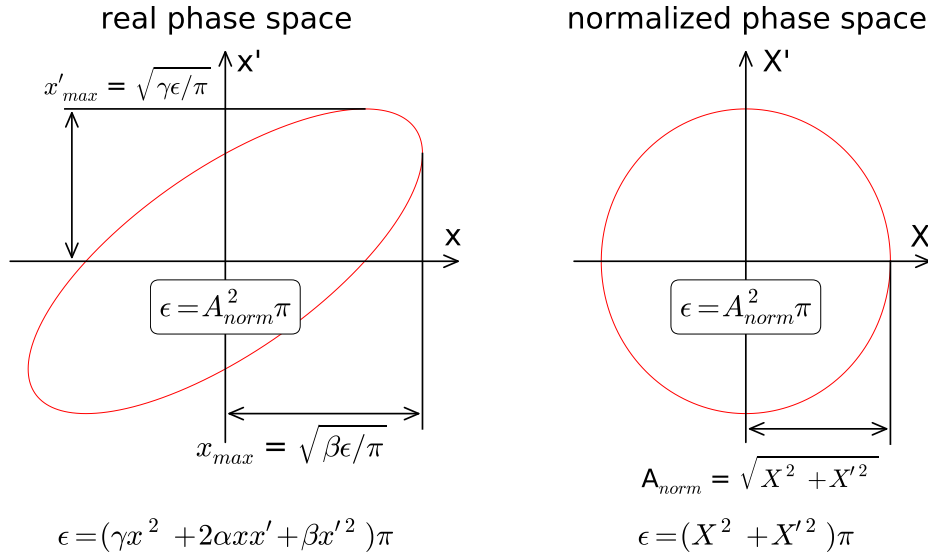 real phase space
x'
x'_max = √(γϵ/π)
x
ϵ=A²_norm π
x_max = √(βϵ/π)
ϵ=(γx² +2αxx′+βx′²)π
normalized phase space
X'
X
ϵ=A²_norm π
A_norm = √(X² +X′²)
ϵ=(X² +X′²)π